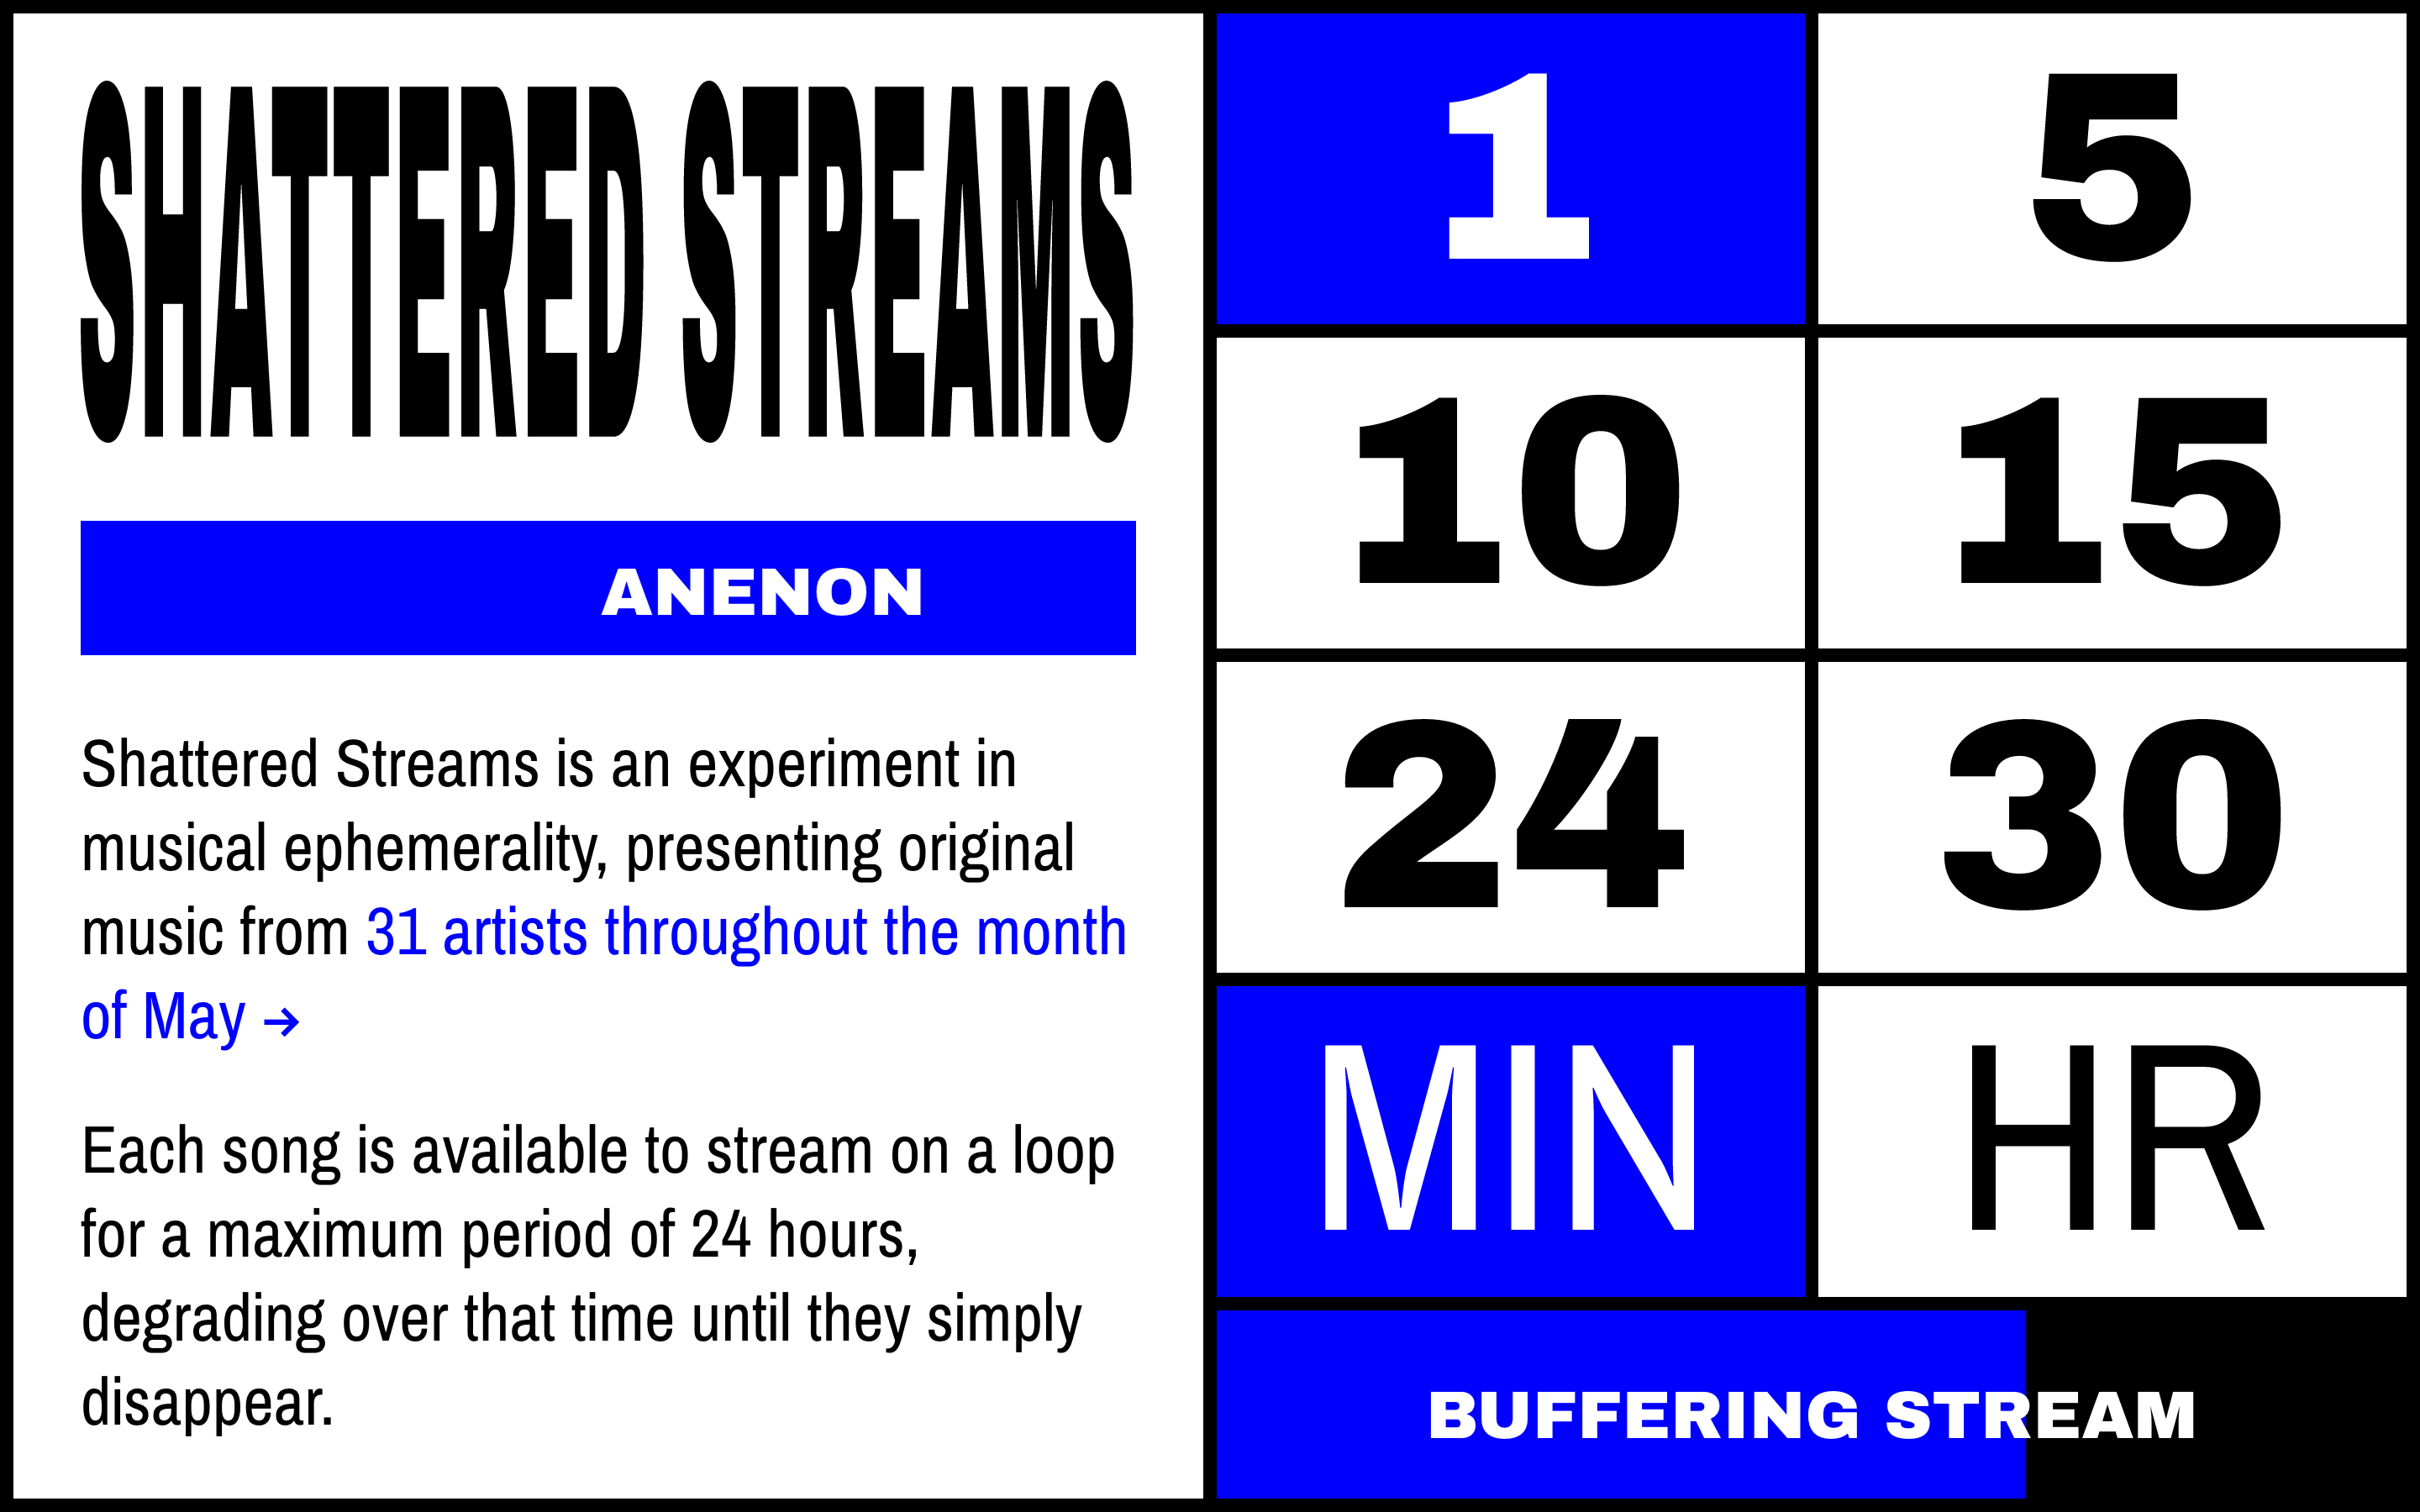 SHATTERED STREAMS
ANENON
Shattered Streams is an experiment in
musical ephemerality, presenting original
music from 31 artists throughout the month
of May →
Each song is available to stream on a loop
for a maximum period of 24 hours,
degrading over that time until they simply
disappear.
1
5
10
15
24
30
MIN
HR
BUFFERING STREAM